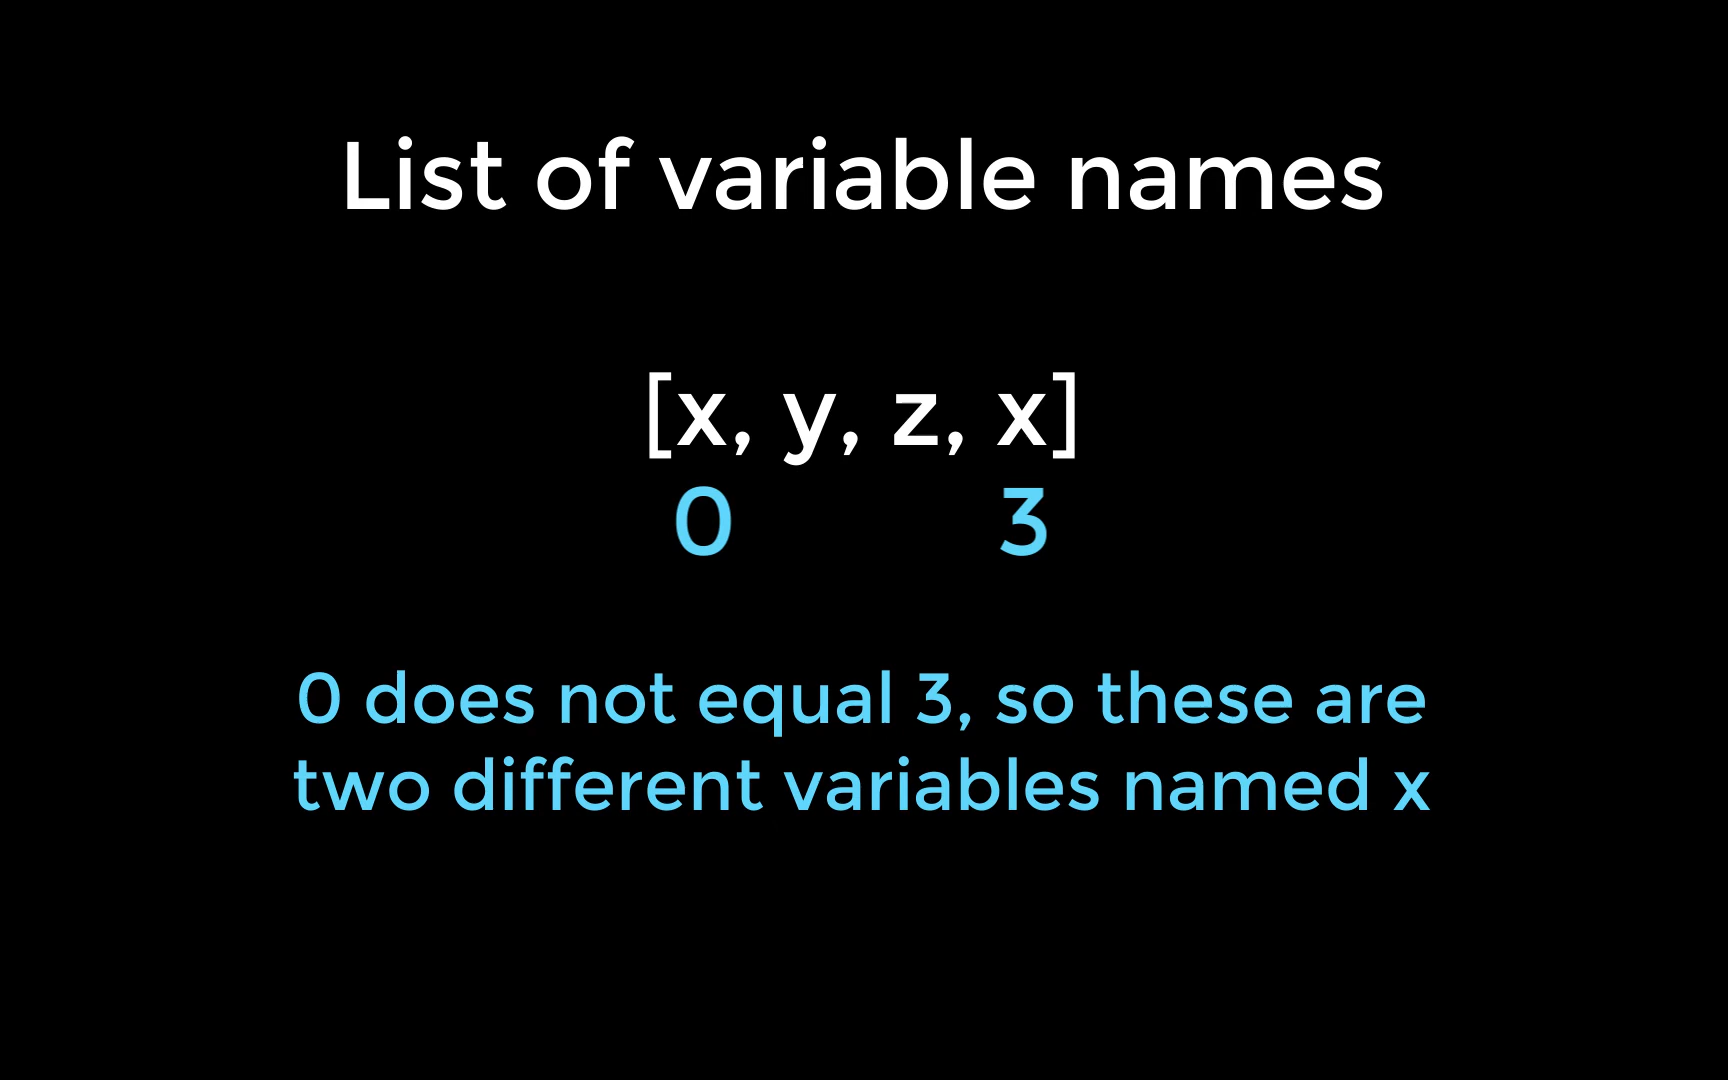 List of variable names
[x, y, z, x]
0 3
0 does not equal 3, so these are
two different variables named x